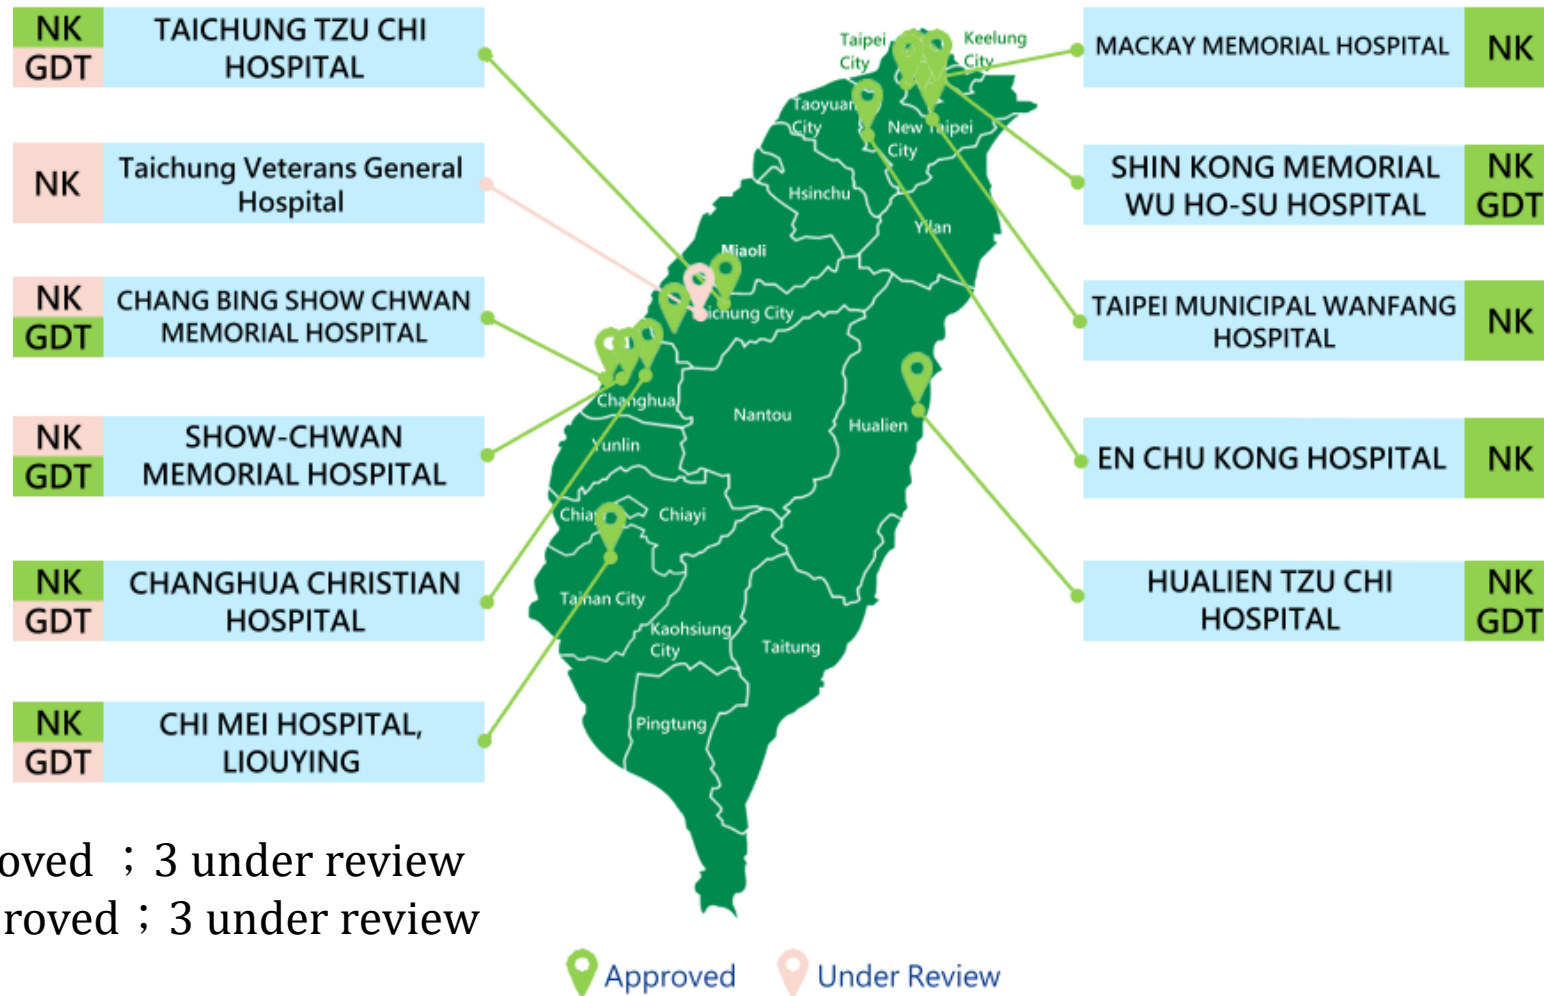 NK
GDT
TAICHUNG TZU CHI
HOSPITAL
NK
Taichung Veterans General
Hospital
NK
GDT
CHANG BING SHOW CHWAN
MEMORIAL HOSPITAL
NK
GDT
SHOW-CHWAN
MEMORIAL HOSPITAL
NK
GDT
CHANGHUA CHRISTIAN
HOSPITAL
NK
GDT
CHI MEI HOSPITAL,
LIOUYING
Taipei
City
Keelung
City
Taoyuan
City
New Taipei
City
Hsinchu
Yilan
Miaoli
ichung City
Changhua
Nantou
Hualien
Yunlin
Chiayi
Tainan City
Kaohsiung
City
Taitung
Pingtung
MACKAY MEMORIAL HOSPITAL
NK
SHIN KONG MEMORIAL
WU HO-SU HOSPITAL
NK
GDT
TAIPEI MUNICIPAL WANFANG
HOSPITAL
NK
EN CHU KONG HOSPITAL
NK
HUALIEN TZU CHI
HOSPITAL
NK
GDT
oved ；3 under review
roved；3 under review
Approved
Under Review